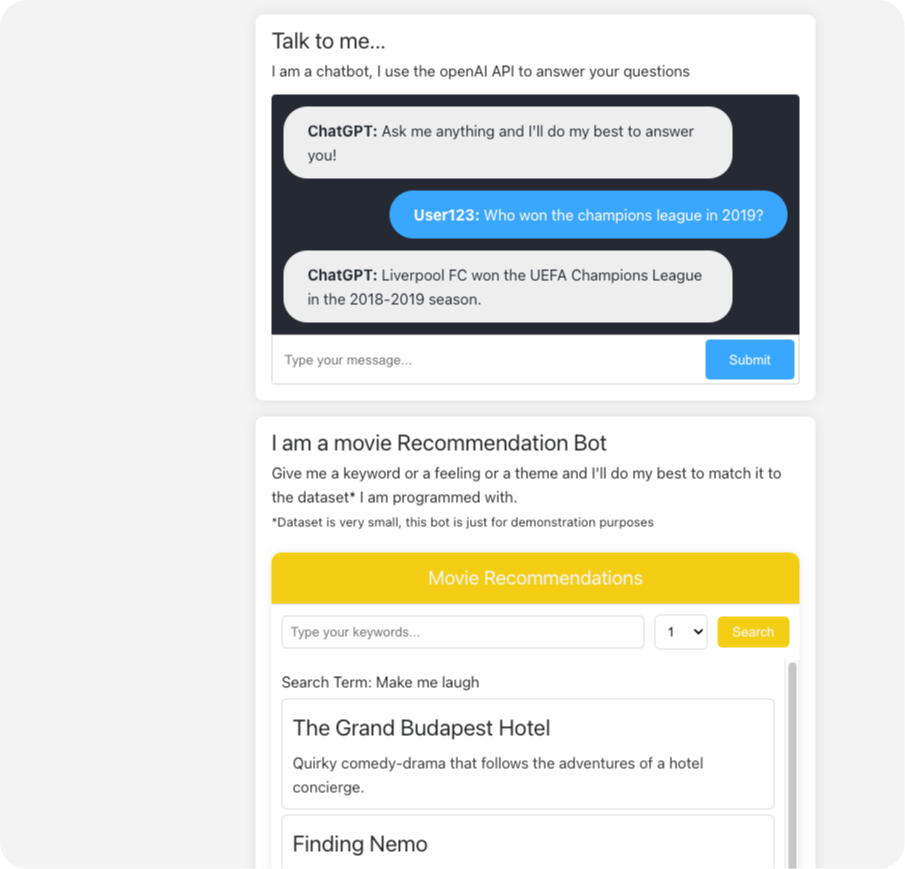 Talk to me...
I am a chatbot, I use the openAI API to answer your questions
ChatGPT: Ask me anything and I'll do my best to answer
you!
User123: Who won the champions league in 2019?
ChatGPT: Liverpool FC won the UEFA Champions League
in the 2018-2019 season.
Type your message...
Submit
I am a movie Recommendation Bot
Give me a keyword or a feeling or a theme and I'll do my best to match it to
the dataset* I am programmed with.
*Dataset is very small, this bot is just for demonstration purposes
Movie Recommendations
Type your keywords... 1 Search
Search Term: Make me laugh
The Grand Budapest Hotel
Quirky comedy-drama that follows the adventures of a hotel
concierge.
Finding Nemo